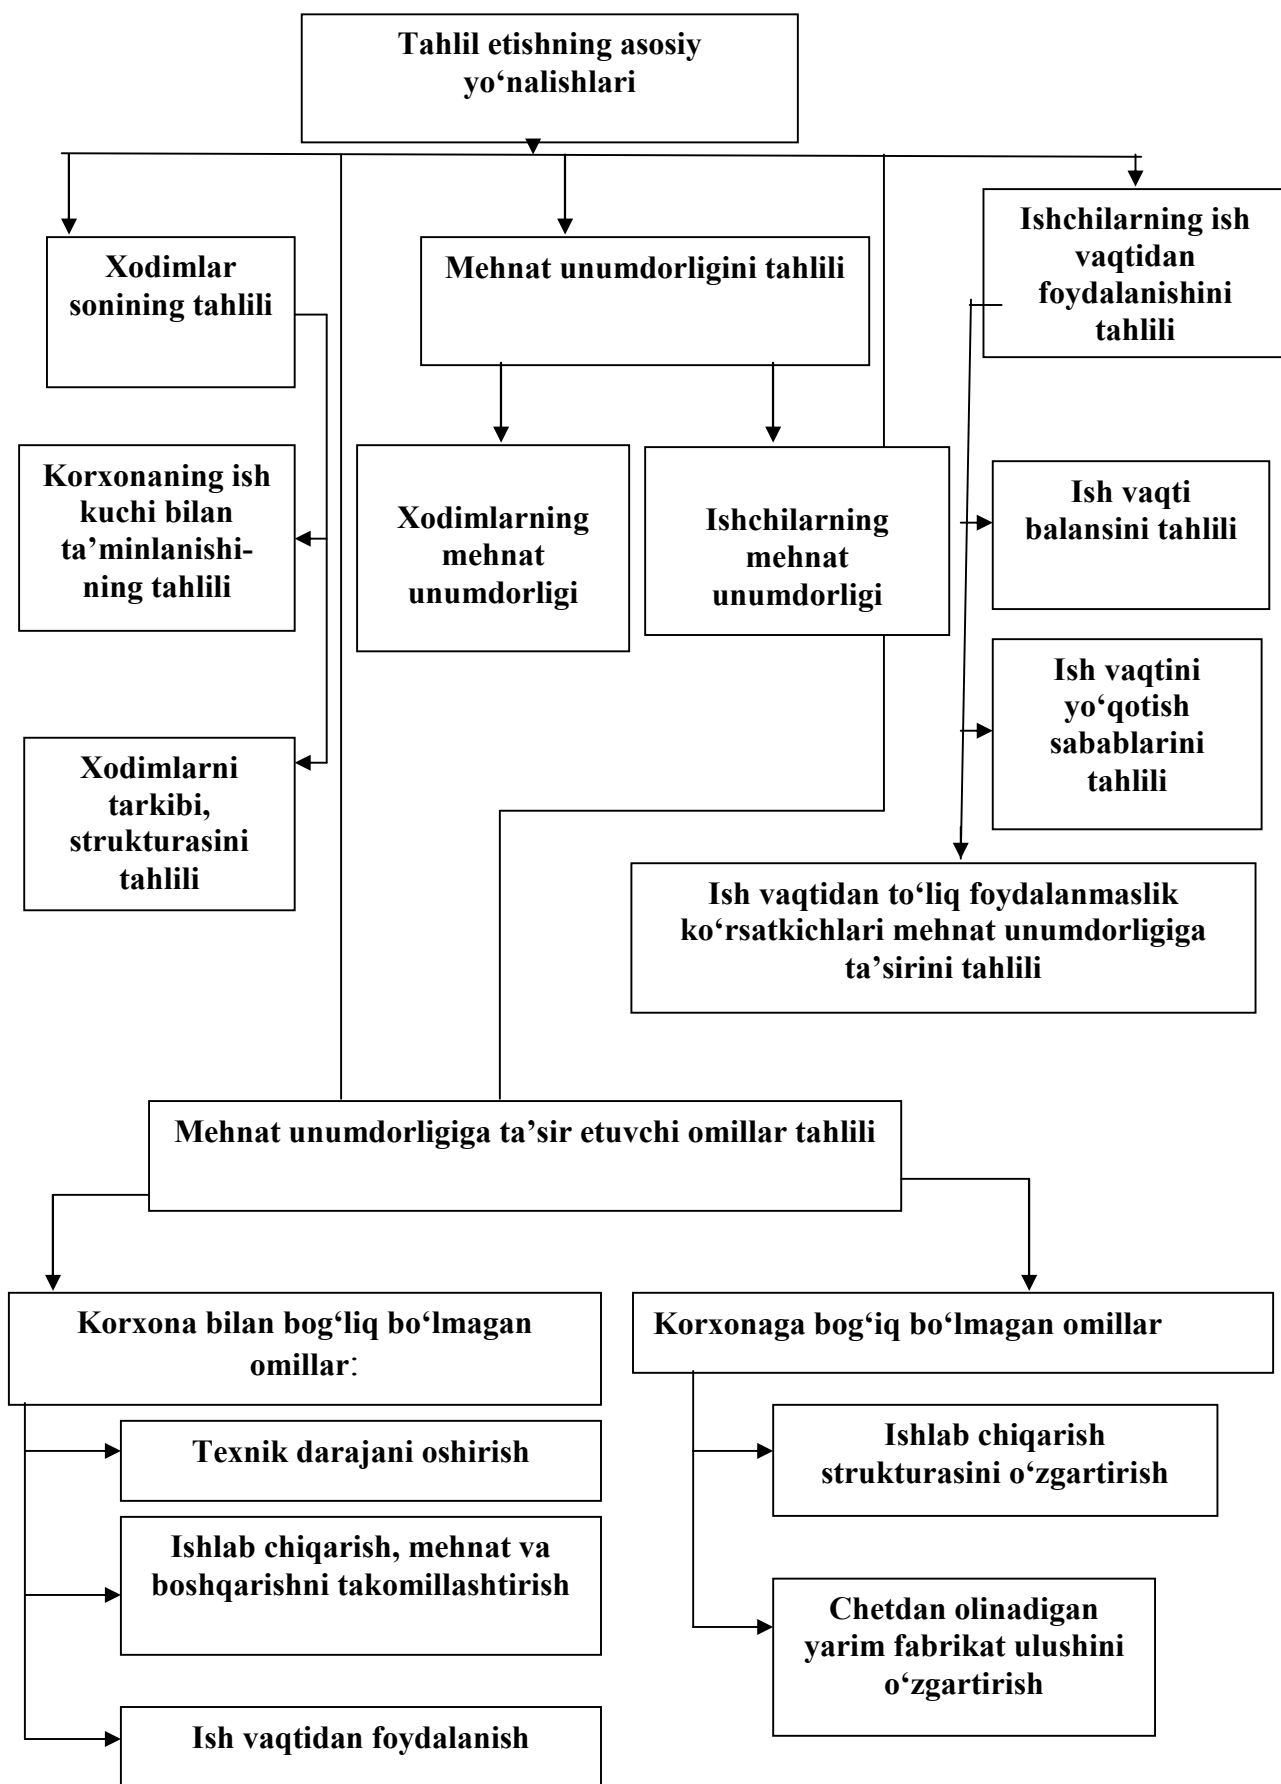 Tahlil etishning asosiy
yo‘nalishlari
Xodimlar
sonining tahlili
Mehnat unumdorligini tahlili
Ishchilarning ish
vaqtidan
foydalanishini
tahlili
Korxonaning ish
kuchi bilan
ta’minlanishi-
ning tahlili
Xodimlarning
mehnat
unumdorligi
Ishchilarning
mehnat
unumdorligi
Ish vaqti
balansini tahlili
Ish vaqtini
yo‘qotish
sabablarini
tahlili
Xodimlarni
tarkibi,
strukturasini
tahlili
Ish vaqtidan to‘liq foydalanmaslik
ko‘rsatkichlari mehnat unumdorligiga
ta’sirini tahlili
Mehnat unumdorligiga ta’sir etuvchi omillar tahlili
Korxona bilan bog‘liq bo‘lmagan
omillar:
Texnik darajani oshirish
Ishlab chiqarish, mehnat va
boshqarishni takomillashtirish
Ish vaqtidan foydalanish
Korxonaga bog‘iq bo‘lmagan omillar
Ishlab chiqarish
strukturasini o‘zgartirish
Chetdan olinadigan
yarim fabrikat ulushini
o‘zgartirish